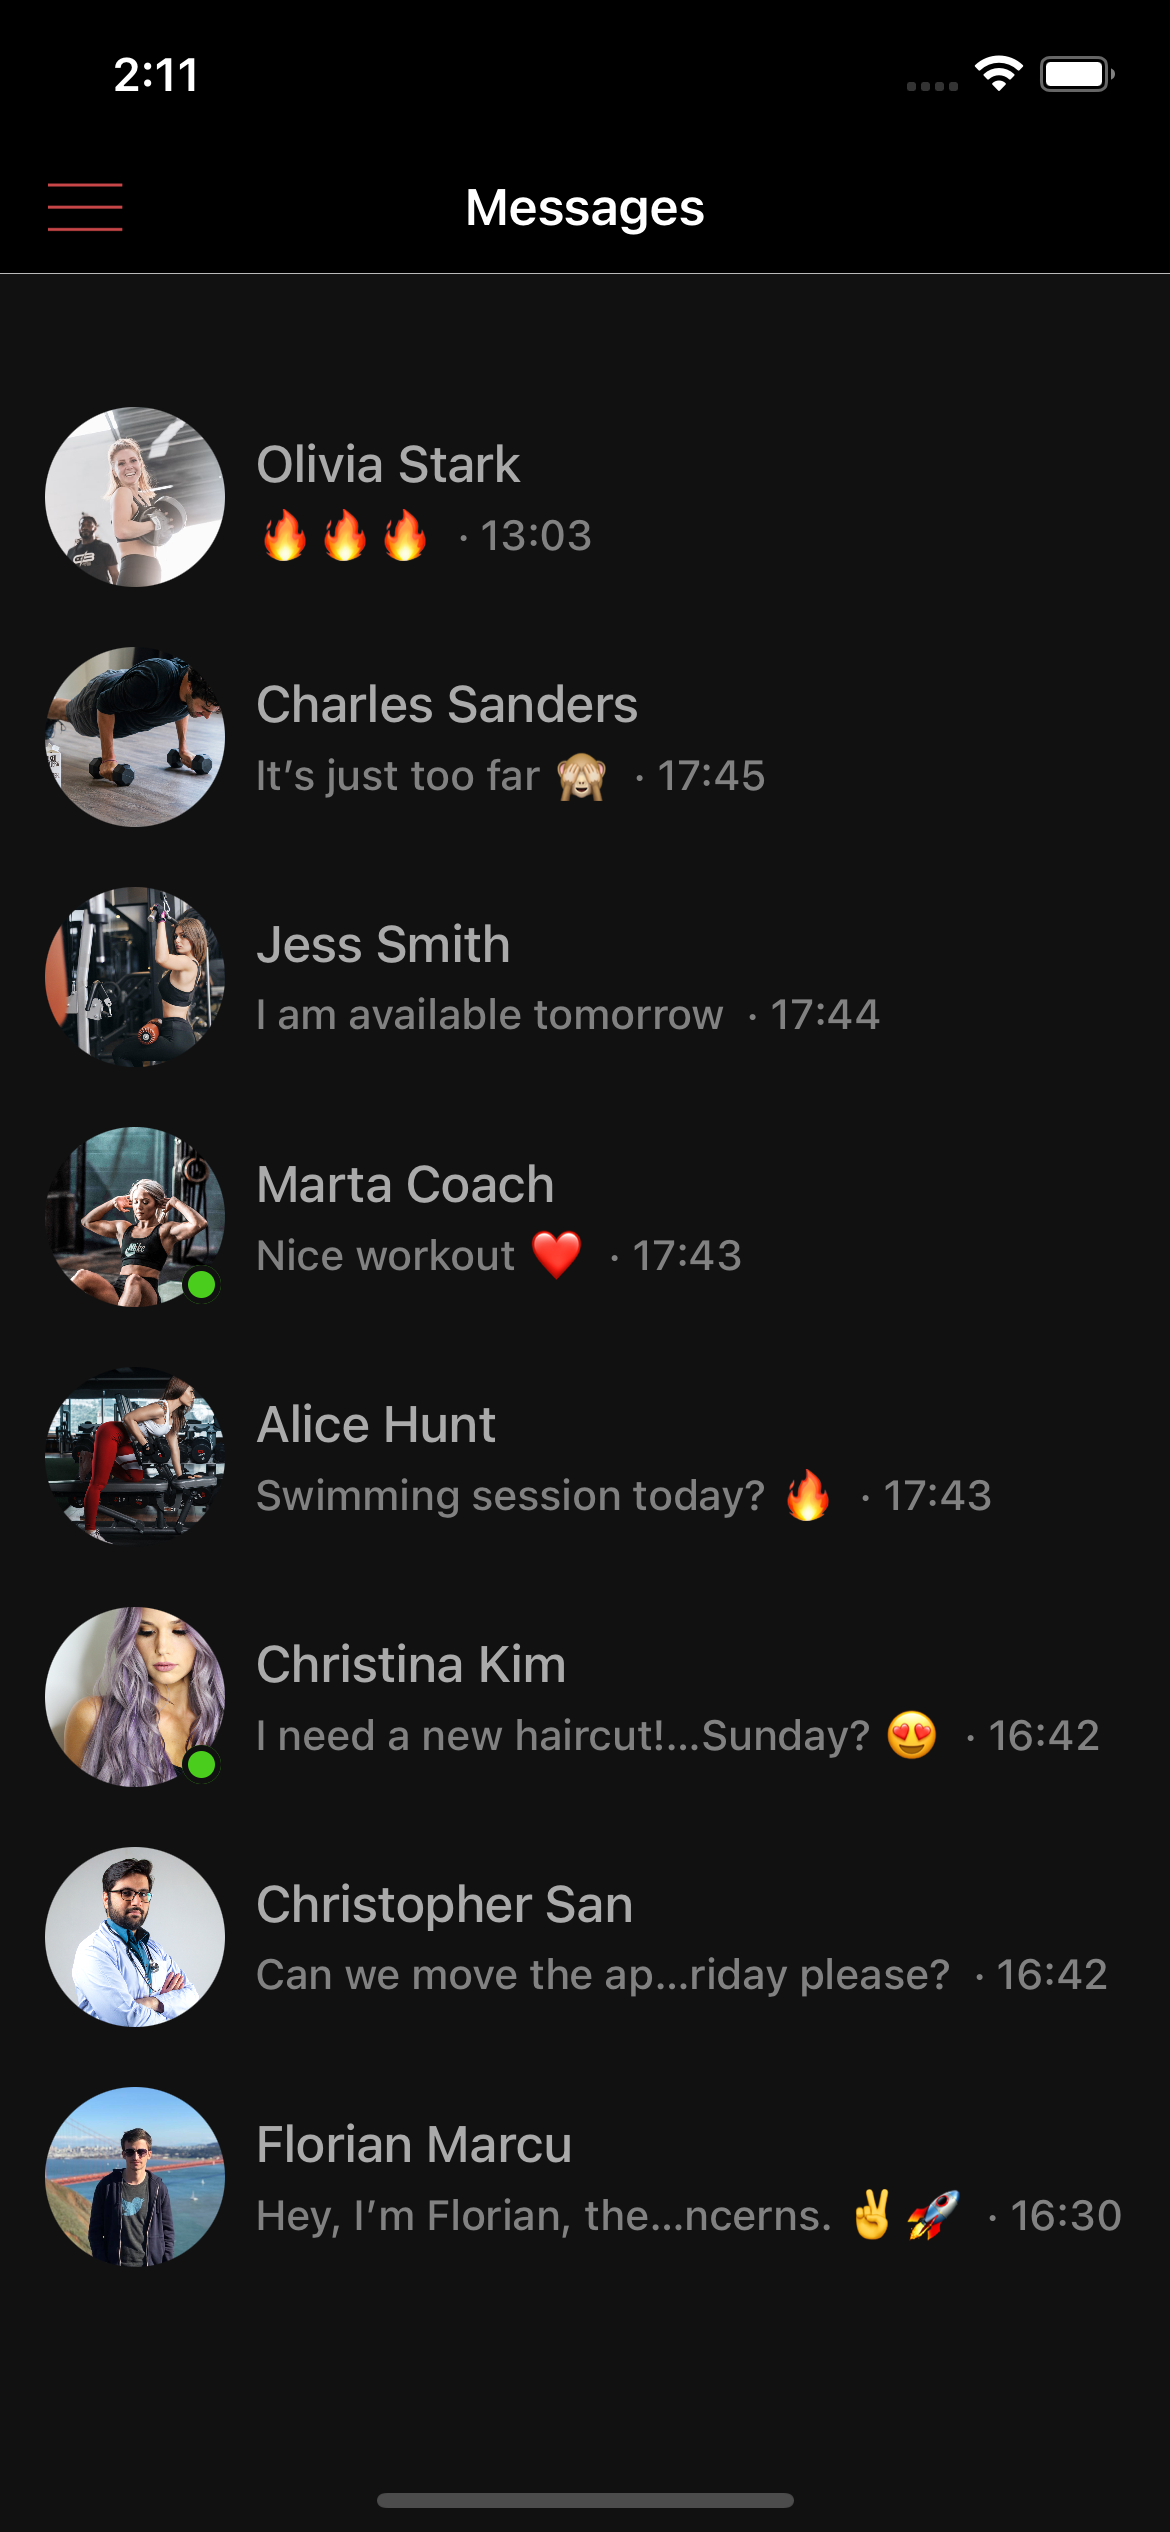 2:11
Messages
Olivia Stark
🔥🔥🔥 · 13:03
Charles Sanders
It’s just too far 🙈 · 17:45
Jess Smith
I am available tomorrow · 17:44
Marta Coach
Nice workout ❤️ · 17:43
Alice Hunt
Swimming session today? 🔥 · 17:43
Christina Kim
I need a new haircut!...Sunday? 😍 · 16:42
Christopher San
Can we move the ap...riday please? · 16:42
Florian Marcu
Hey, I’m Florian, the...ncerns. ✌️🚀 · 16:30